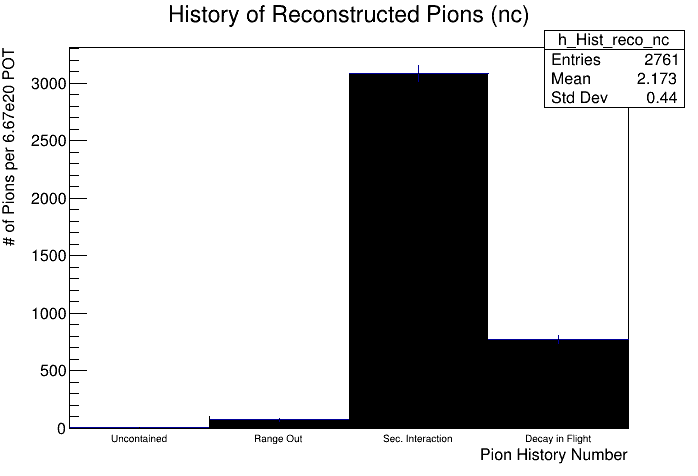 History of Reconstructed Pions (nc)
h_Hist_reco_nc
Entries 2761
Mean 2.173
Std Dev 0.44
# of Pions per 6.67e20 POT
3000
2500
2000
1500
1000
500
0
Uncontained Range Out Sec. Interaction Decay in Flight
Pion History Number